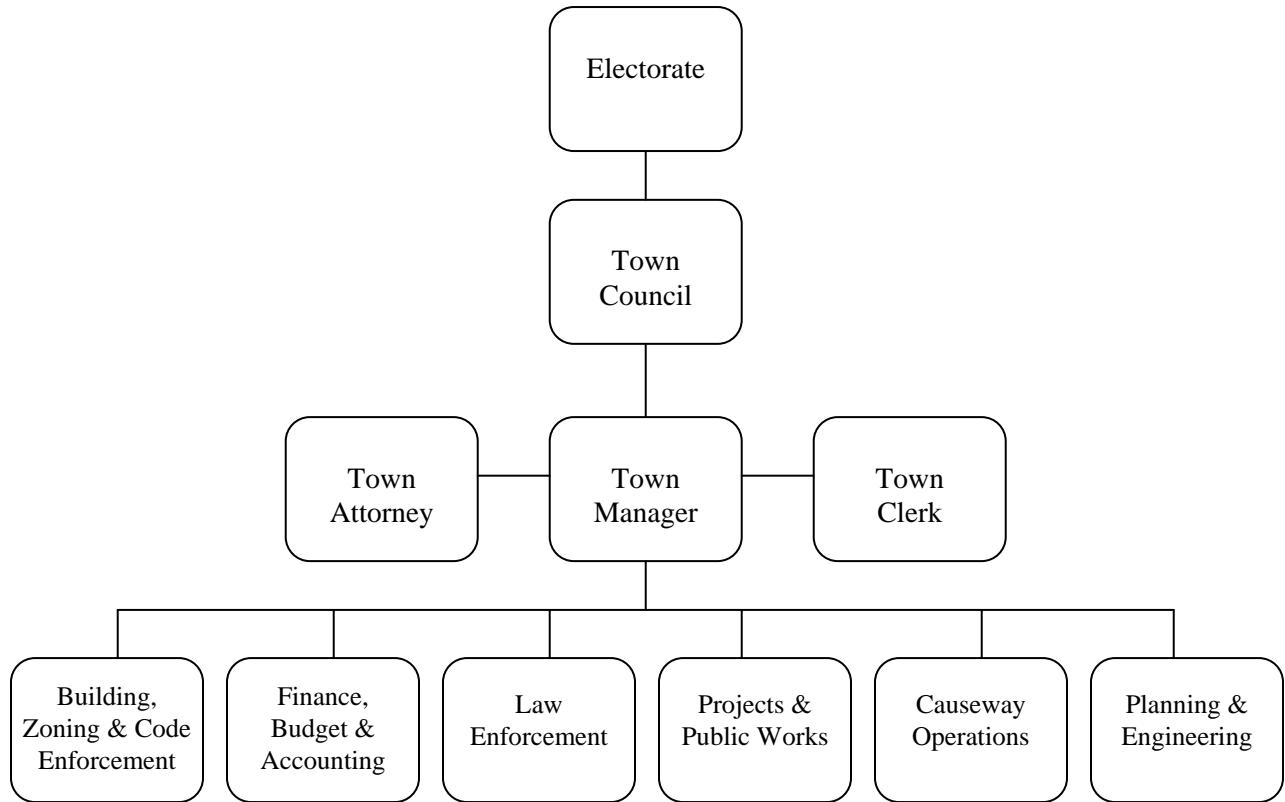 Electorate
Town
Council
Town
Attorney
Town
Manager
Town
Clerk
Building,
Zoning & Code
Enforcement
Finance,
Budget &
Accounting
Law
Enforcement
Projects &
Public Works
Causeway
Operations
Planning &
Engineering